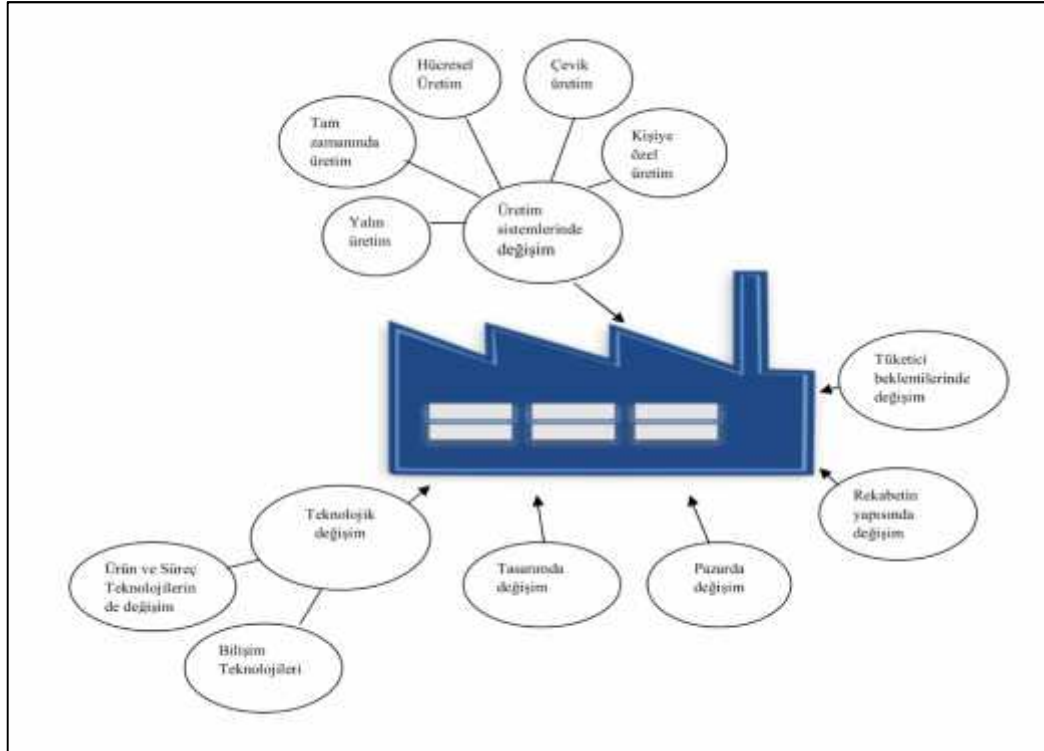 Hücresel
Üretim
Çevik
üretim
Tam
zamanında
üretim
Kişiye
özel
üretim
Yalın
üretim
Üretim
sistemlerinde
değişim
Tüketici
beklentilerinde
değişim
Rekabetin
yapısında
değişim
Teknolojik
değişim
Ürün ve Süreç
Teknolojilerin
de değişim
Bilişim
Teknolojileri
Tasarımda
değişim
Pazarda
değişim